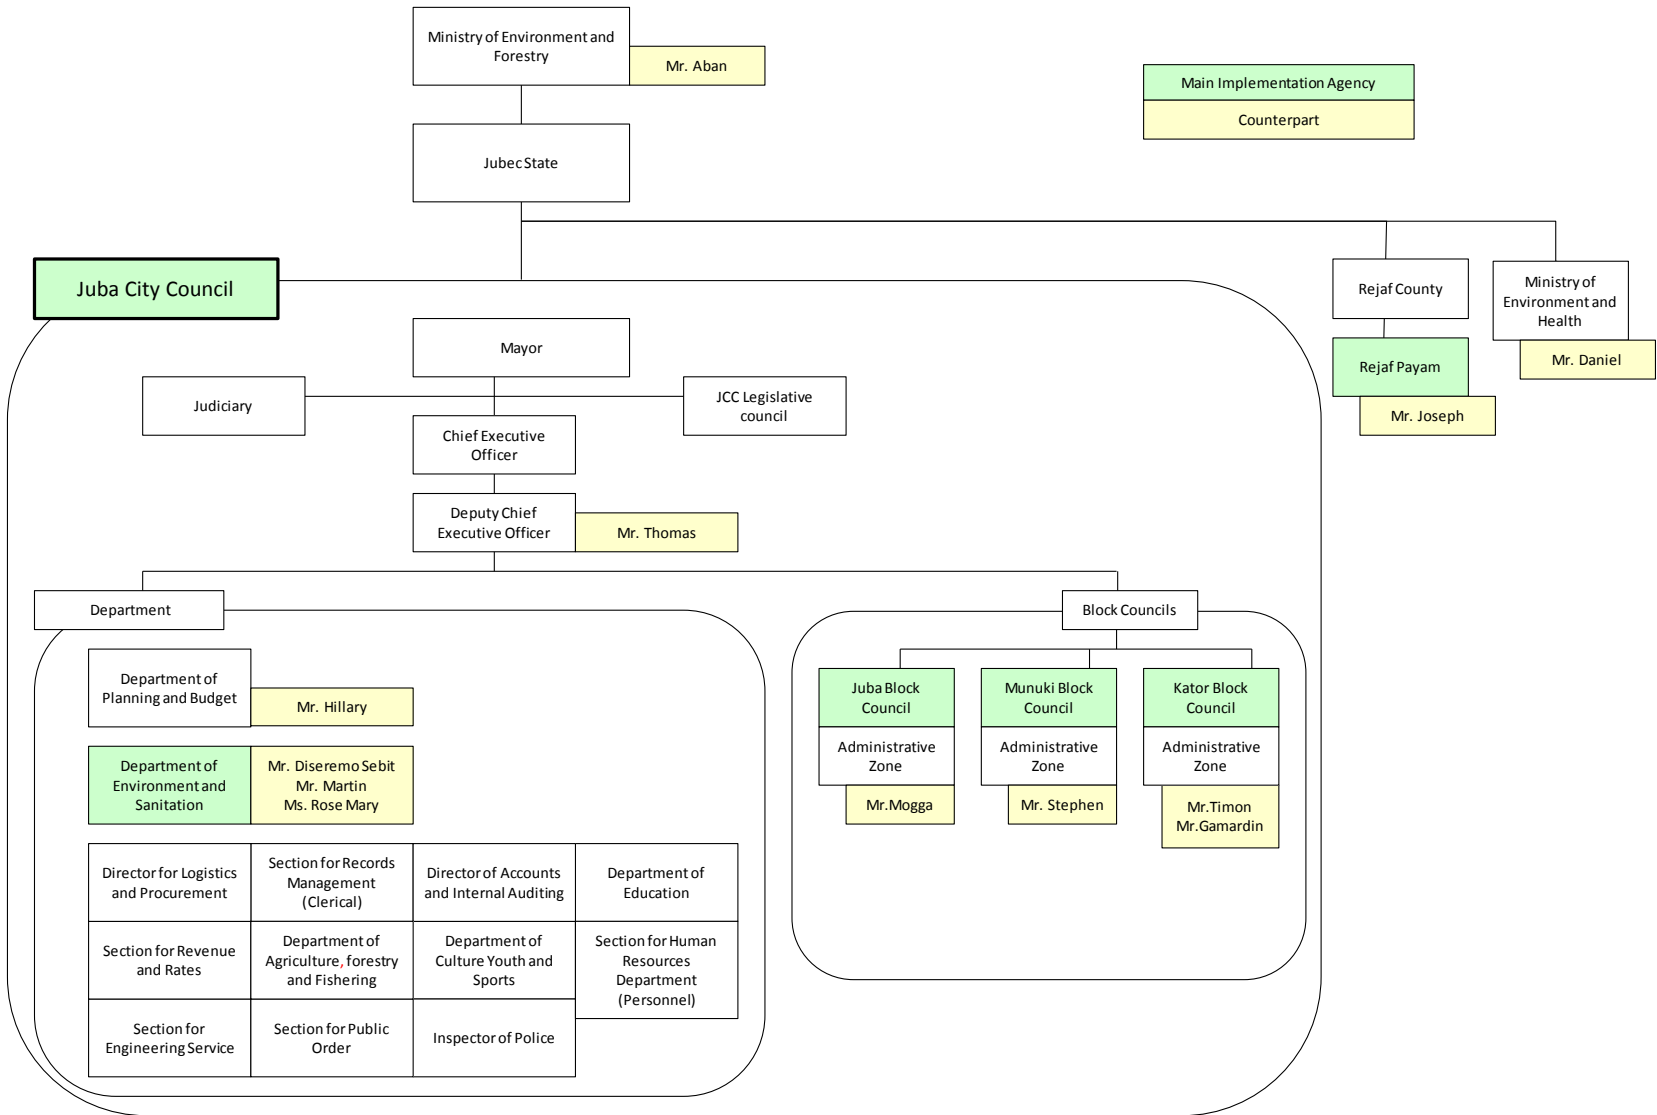 Ministry of Environment and
Forestry
Mr. Aban
Main Implementation Agency
Counterpart
Jubec State
Juba City Council
Rejaf County
Ministry of
Environment and
Health
Mr. Daniel
Rejaf Payam
Mr. Joseph
Mayor
Judiciary
JCC Legislative
council
Chief Executive
Officer
Deputy Chief
Executive Officer
Mr. Thomas
Department
Department of
Planning and Budget
Mr. Hillary
Department of
Environment and
Sanitation
Mr. Diseremo Sebit
Mr. Martin
Ms. Rose Mary
Director for Logistics
and Procurement
Section for Records
Management
(Clerical)
Director of Accounts
and Internal Auditing
Department of
Education
Section for Revenue
and Rates
Department of
Agriculture, forestry
and Fishering
Department of
Culture Youth and
Sports
Section for Human
Resources
Department
(Personnel)
Section for
Engineering Service
Section for Public
Order
Inspector of Police
Block Councils
Juba Block
Council
Administrative
Zone
Mr.Mogga
Munuki Block
Council
Administrative
Zone
Mr. Stephen
Kator Block
Council
Administrative
Zone
Mr.Timon
Mr.Gamardin